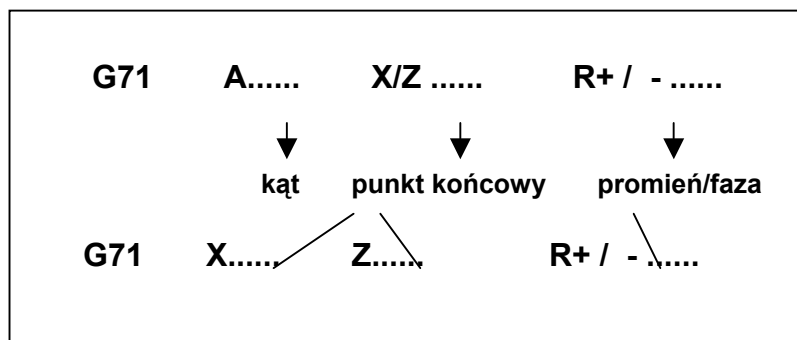 G71 A...... X/Z ...... R+ / - ......
kąt punkt końcowy promień/faza
G71 X...... Z...... R+ / - ......